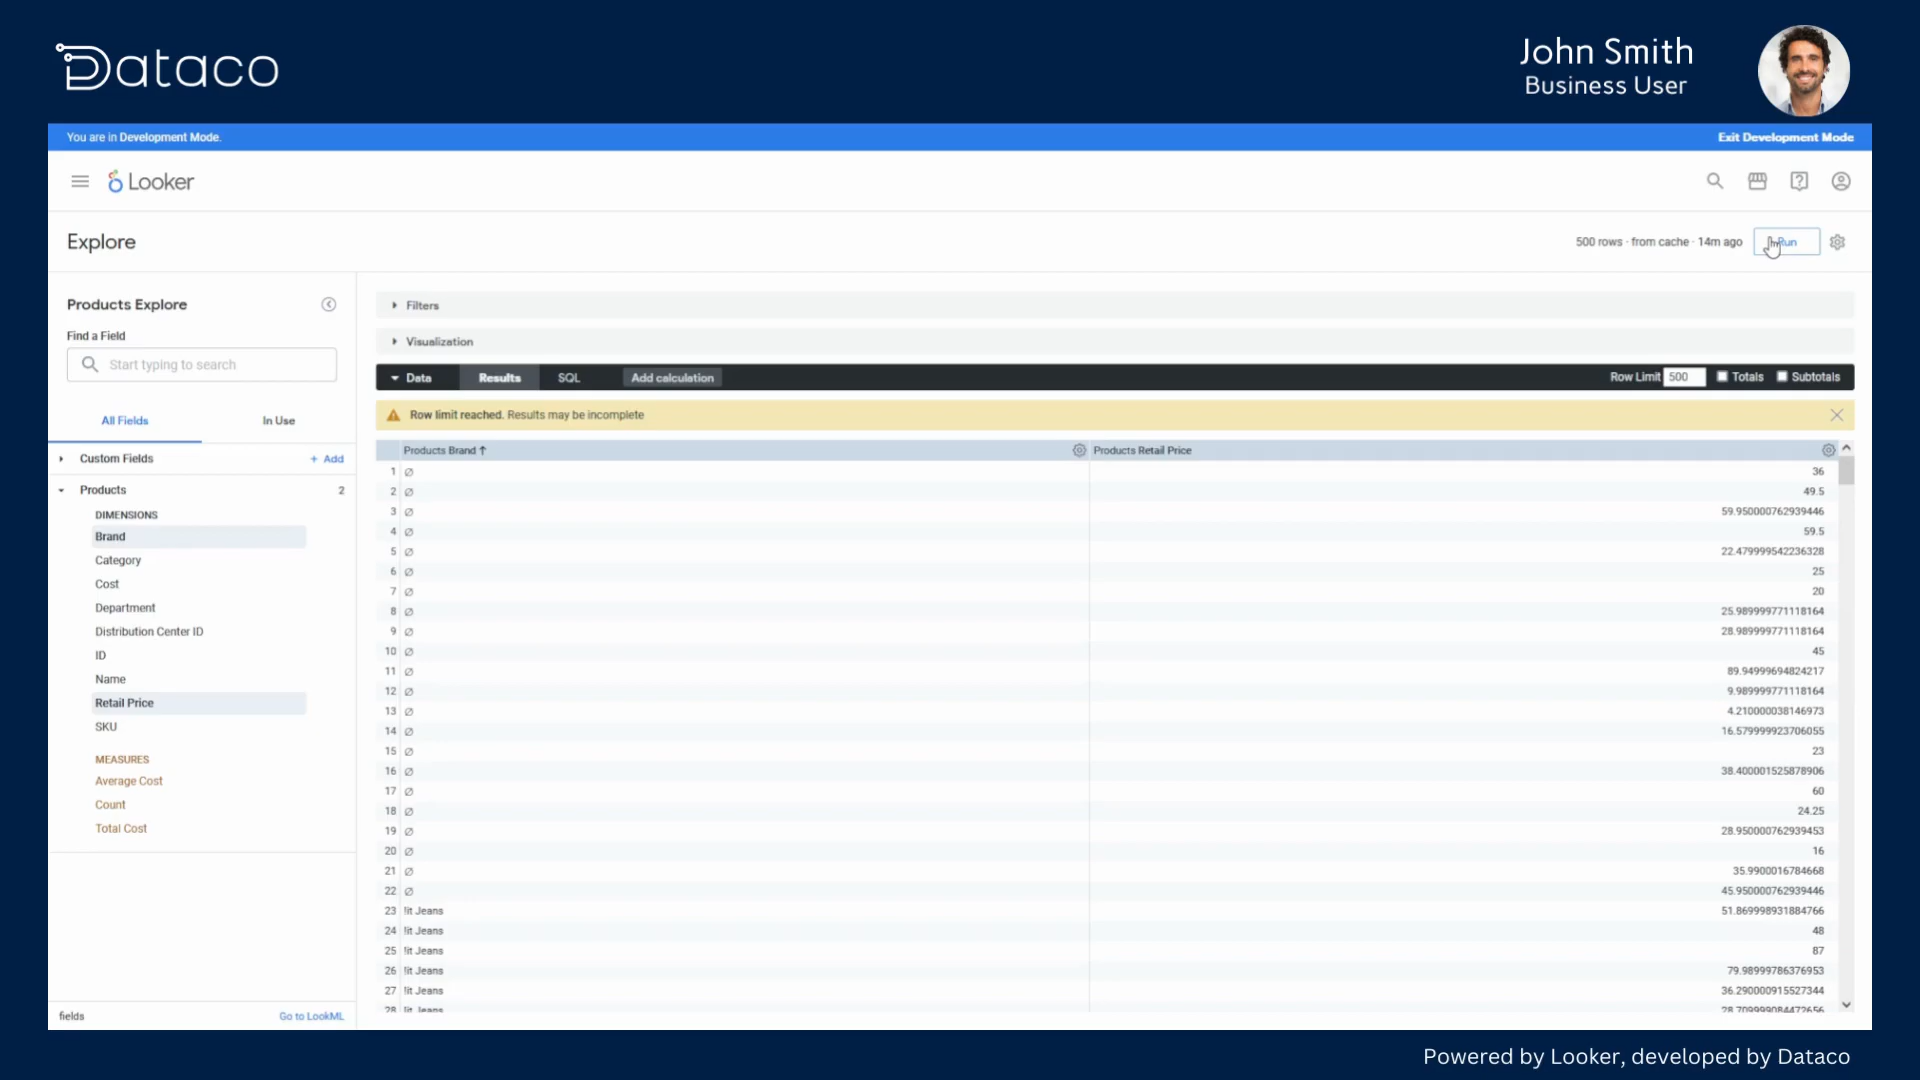 Dataco
John Smith
Business User
You are in Development Mode.
Exit Development Mode
Looker
Explore
500 rows · from cache · 14m ago
Run
Products Explore
Find a Field
Start typing to search
All Fields
In Use
Custom Fields
+ Add
Products
2
DIMENSIONS
Brand
Category
Cost
Department
Distribution Center ID
ID
Name
Retail Price
SKU
MEASURES
Average Cost
Count
Total Cost
fields
Go to LookML
Filters
Visualization
Data Results SQL Add calculation Row Limit 500 Totals Subtotals
Row limit reached. Results may be incomplete
Products Brand ↑ Products Retail Price
1 ∅ 36
2 ∅ 49.5
3 ∅ 59.950000762939446
4 ∅ 59.5
5 ∅ 22.479999542236328
6 ∅ 25
7 ∅ 20
8 ∅ 25.989999771118164
9 ∅ 28.989999771118164
10 ∅ 45
11 ∅ 89.94999694824217
12 ∅ 9.989999771118164
13 ∅ 4.210000038146973
14 ∅ 16.579999923706055
15 ∅ 23
16 ∅ 38.400001525878906
17 ∅ 60
18 ∅ 24.25
19 ∅ 28.950000762939453
20 ∅ 16
21 ∅ 35.9900016784668
22 ∅ 45.950000762939446
23 !it Jeans 51.869998931884766
24 !it Jeans 48
25 !it Jeans 87
26 !it Jeans 79.98999786376953
27 !it Jeans 36.290000915527344
28 !it Jeans 28.709999084472656
Powered by Looker, developed by Dataco